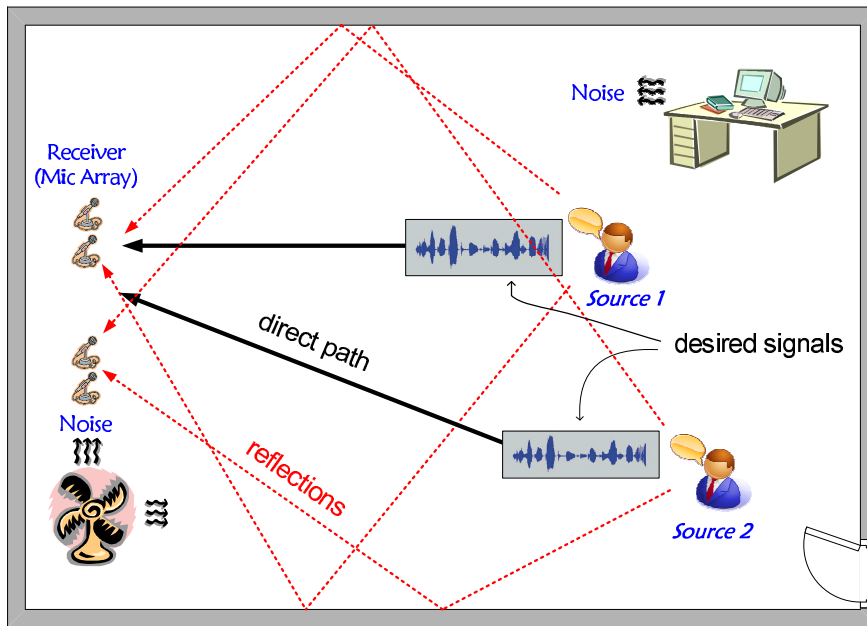 Noise
Receiver
(Mic Array)
Source 1
direct path
desired signals
Noise
reflections
Source 2